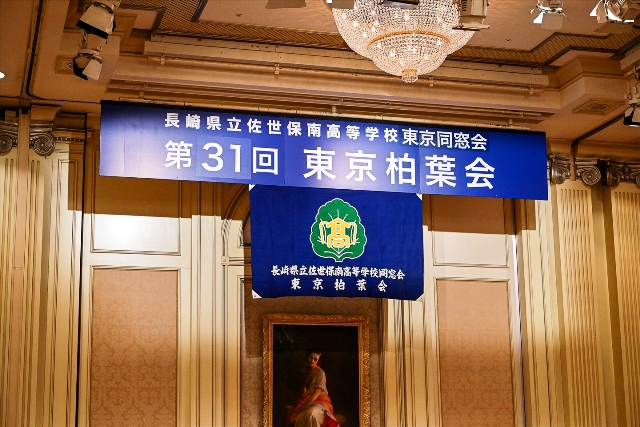 長崎県立佐世保南高等学校東京同窓会
第31回 東京柏葉会
高
長崎県立佐世保南高等学校同窓会
東京柏葉会